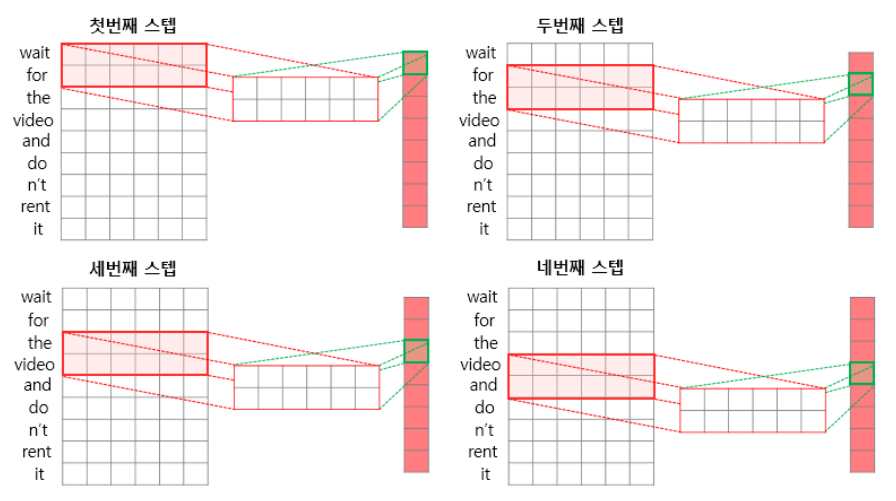 첫번째 스텝
wait
for
the
video
and
do
n't
rent
it
두번째 스텝
wait
for
the
video
and
do
n't
rent
it
세번째 스텝
wait
for
the
video
and
do
n't
rent
it
네번째 스텝
wait
for
the
video
and
do
n't
rent
it